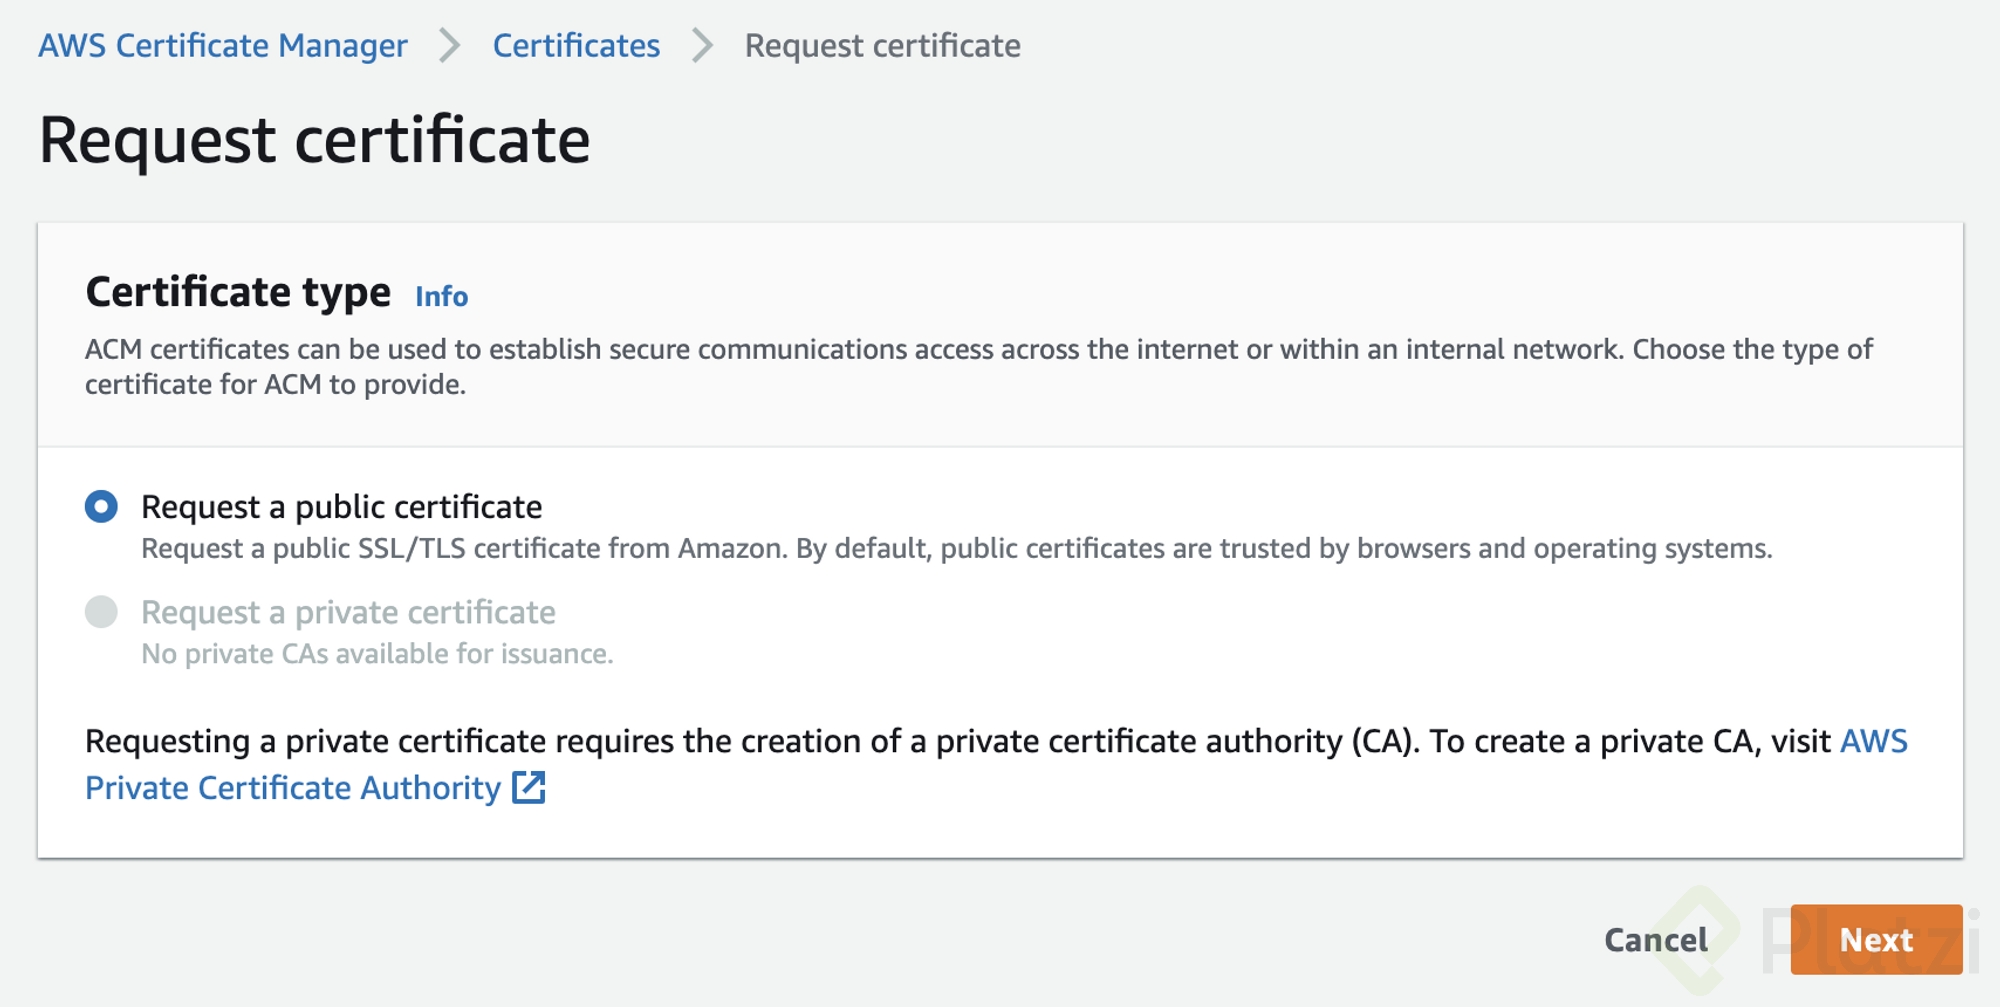 AWS Certificate Manager > Certificates > Request certificate
Request certificate
Certificate type Info
ACM certificates can be used to establish secure communications access across the internet or within an internal network. Choose the type of
certificate for ACM to provide.
Request a public certificate
Request a public SSL/TLS certificate from Amazon. By default, public certificates are trusted by browsers and operating systems.
Request a private certificate
No private CAs available for issuance.
Requesting a private certificate requires the creation of a private certificate authority (CA). To create a private CA, visit AWS
Private Certificate Authority
Cancel Next
Platzi